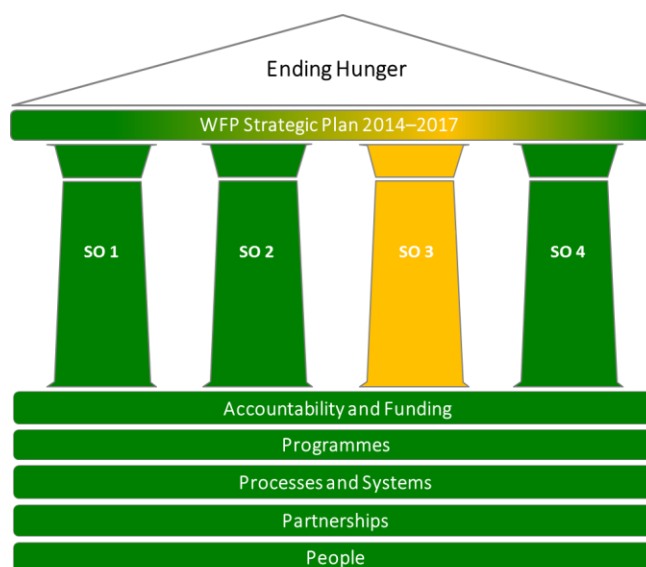 Ending Hunger
WFP Strategic Plan 2014–2017
SO 1
SO 2
SO 3
SO 4
Accountability and Funding
Programmes
Processes and Systems
Partnerships
People